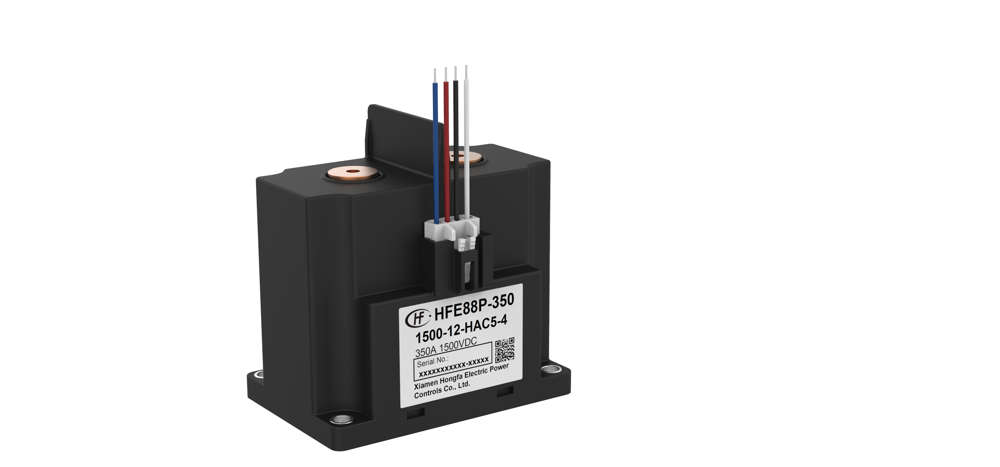 HF HFE88P-350
1500-12-HAC5-4
350A 1500VDC
Serial No.:
xxxxxxxxxxx-xxxxx
Xiamen Hongfa Electric Power
Controls Co., Ltd.